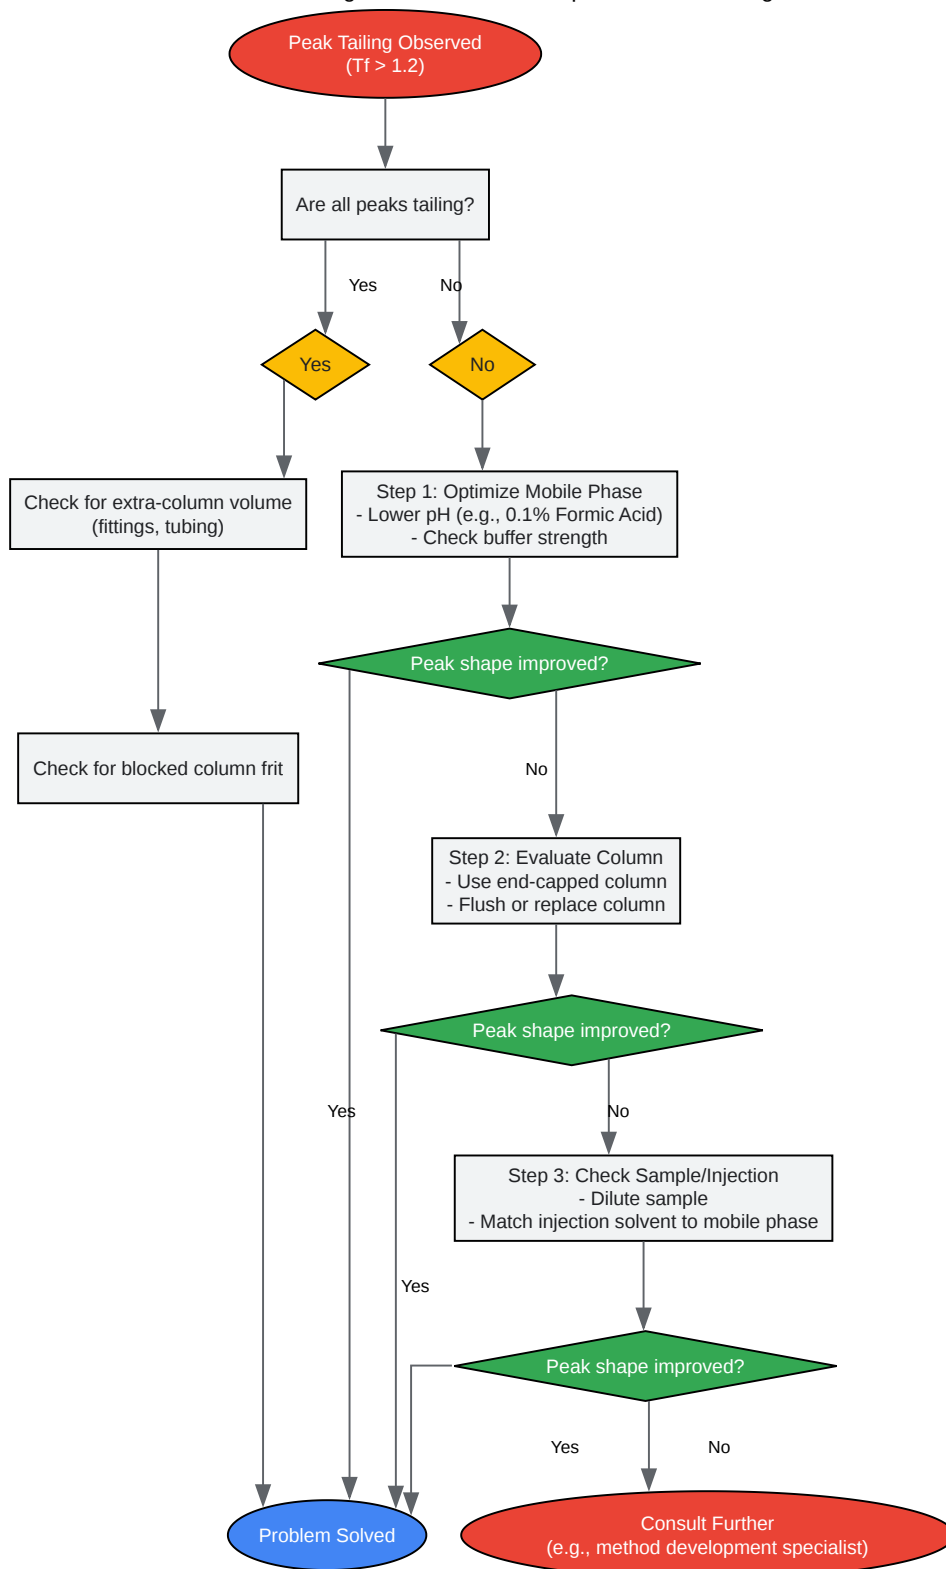 Peak Tailing Observed
(Tf > 1.2)
Are all peaks tailing?
Yes
No
Yes
No
Check for extra-column volume
(fittings, tubing)
Step 1: Optimize Mobile Phase
- Lower pH (e.g., 0.1% Formic Acid)
- Check buffer strength
Peak shape improved?
Check for blocked column frit
No
Step 2: Evaluate Column
- Use end-capped column
- Flush or replace column
Peak shape improved?
Yes
No
Step 3: Check Sample/Injection
- Dilute sample
- Match injection solvent to mobile phase
Yes
Peak shape improved?
Yes
No
Problem Solved
Consult Further
(e.g., method development specialist)